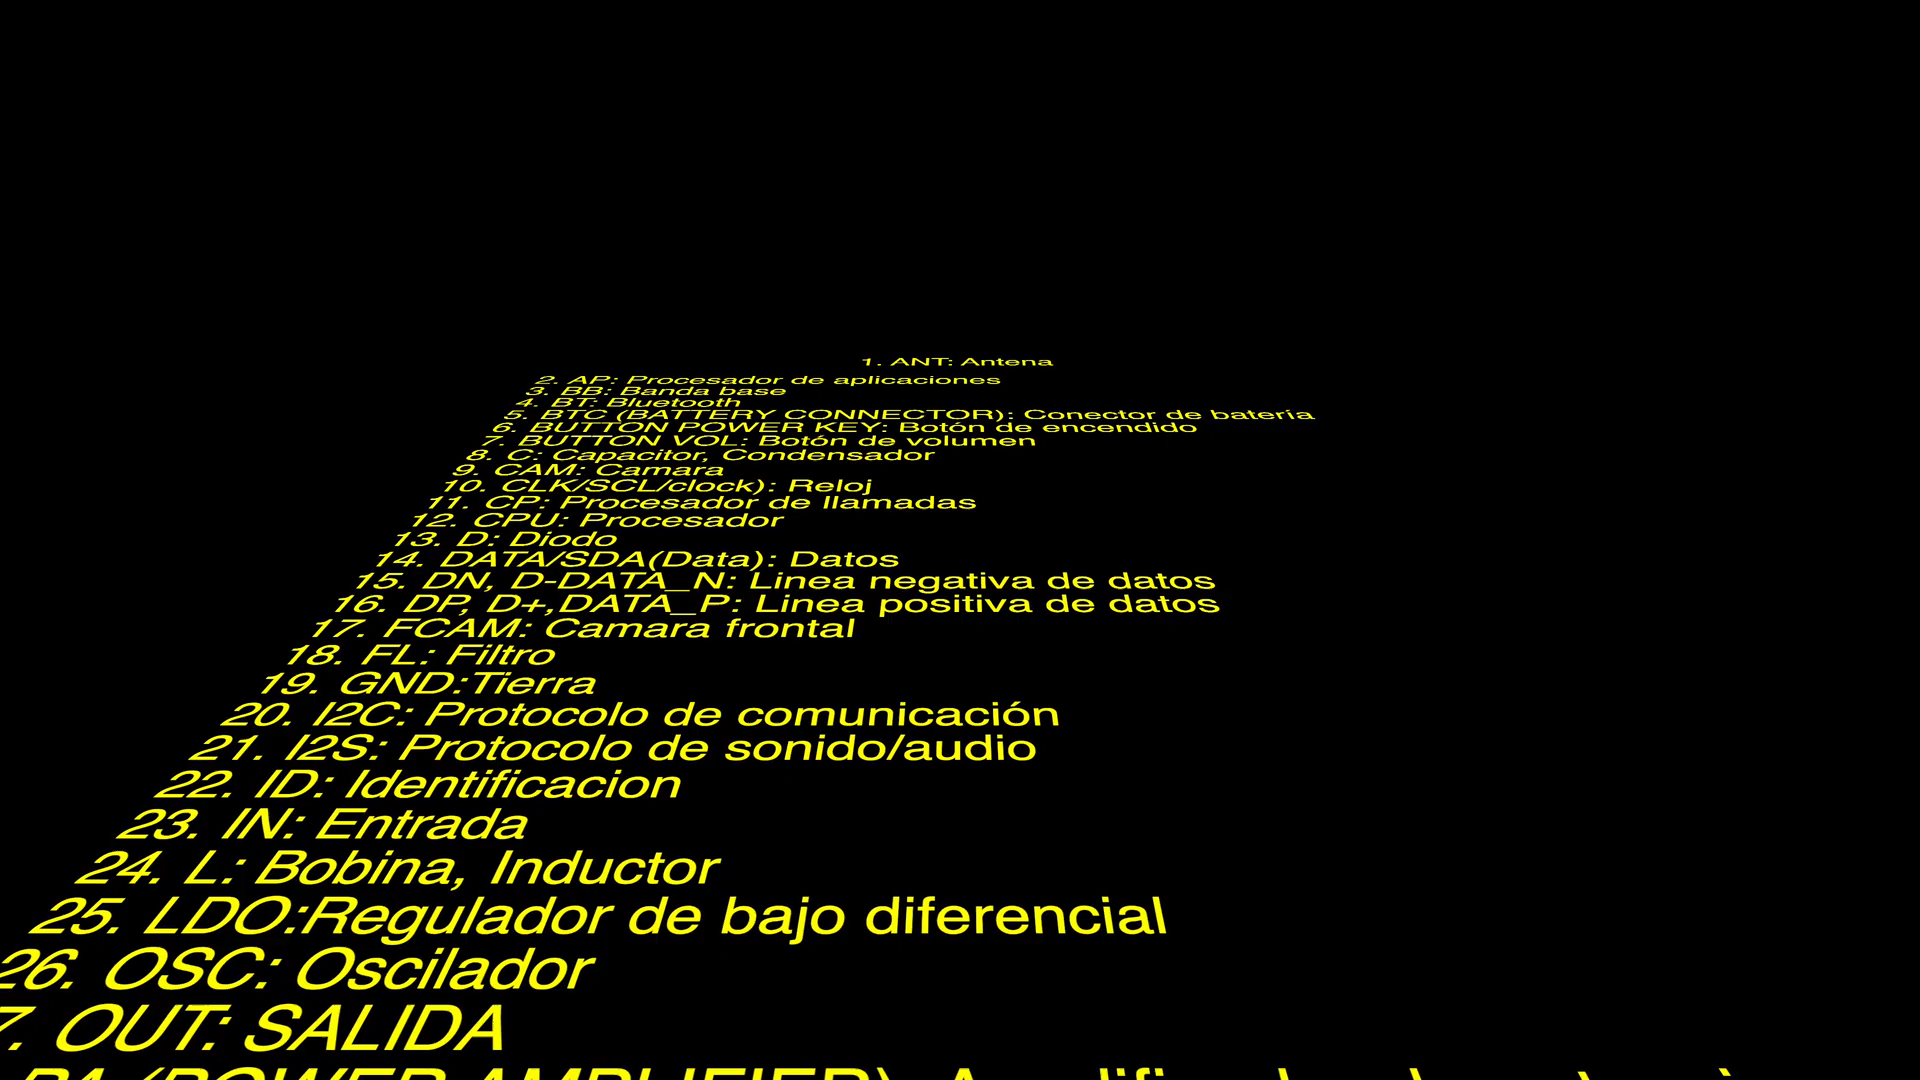 1. ANT: Antena
2. AP: Procesador de aplicaciones
3. BB: Banda base
4. BT: Bluetooth
5. BTC (BATTERY CONNECTOR): Conector de batería
6. BUTTON POWER KEY: Botón de encendido
7. BUTTON VOL: Botón de volumen
8. C: Capacitor, Condensador
9. CAM: Camara
10. CLK/SCL/clock): Reloj
11. CP: Procesador de llamadas
12. CPU: Procesador
13. D: Diodo
14. DATA/SDA(Data): Datos
15. DN, D-DATA_N: Linea negativa de datos
16. DP, D+,DATA_P: Linea positiva de datos
17. FCAM: Camara frontal
18. FL: Filtro
19. GND:Tierra
20. I2C: Protocolo de comunicación
21. I2S: Protocolo de sonido/audio
22. ID: Identificacion
23. IN: Entrada
24. L: Bobina, Inductor
25. LDO:Regulador de bajo diferencial
26. OSC: Oscilador
7. OUT: SALIDA
PA (POWER AMPLIFIER):